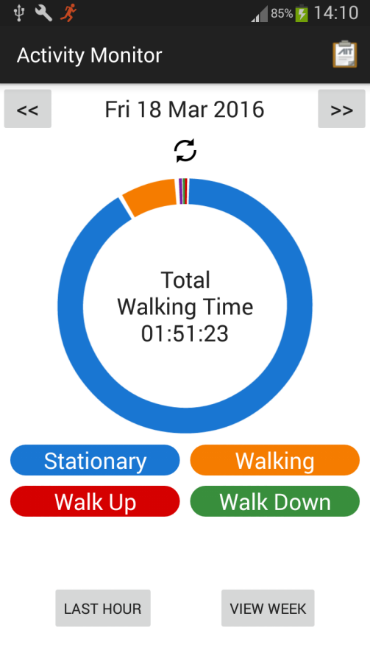 85% 14:10
Activity Monitor
<< Fri 18 Mar 2016 >>
Total
Walking Time
01:51:23
Stationary Walking
Walk Up Walk Down
LAST HOUR VIEW WEEK